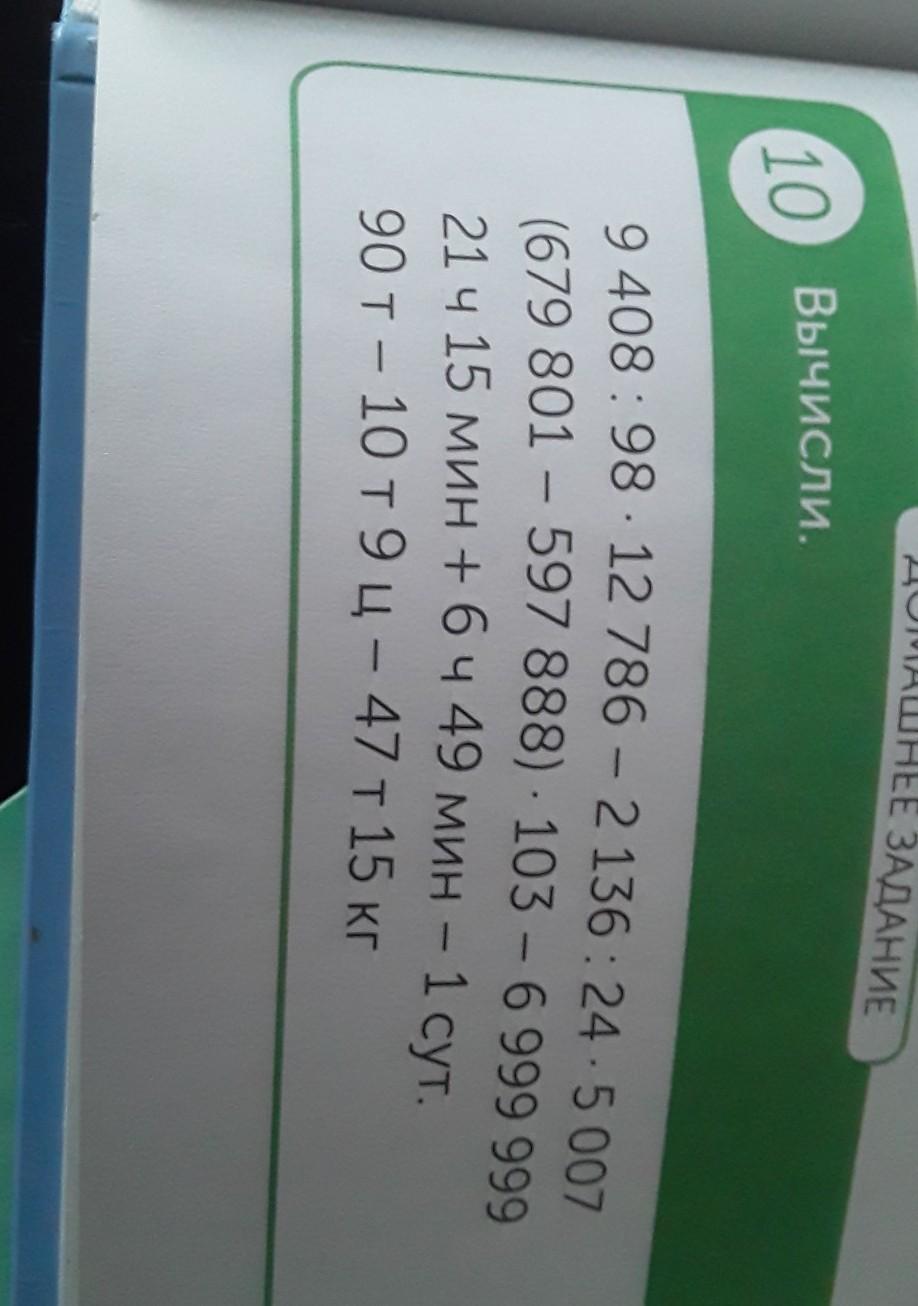 ДОМАШНЕЕ ЗАДАНИЕ
10 Вычисли.
9 408 : 98 · 12 786 – 2 136 : 24 · 5 007
(679 801 – 597 888) · 103 – 6 999 999
21 ч 15 мин + 6 ч 49 мин – 1 сут.
90 т – 10 т 9 ц – 47 т 15 кг